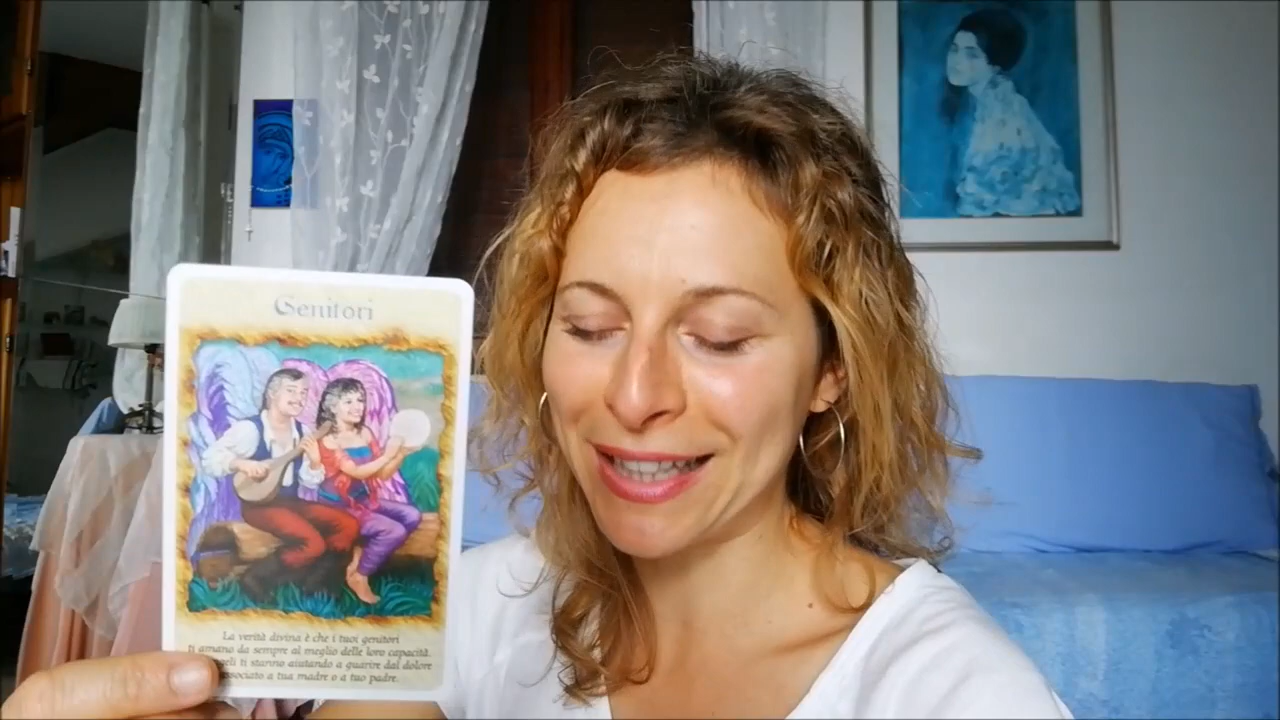 Genitori
La verità divina è che i tuoi genitori
ti amano da sempre al meglio delle loro capacità.
ti stanno aiutando a guarire dal dolore
a tua madre o a tuo padre.